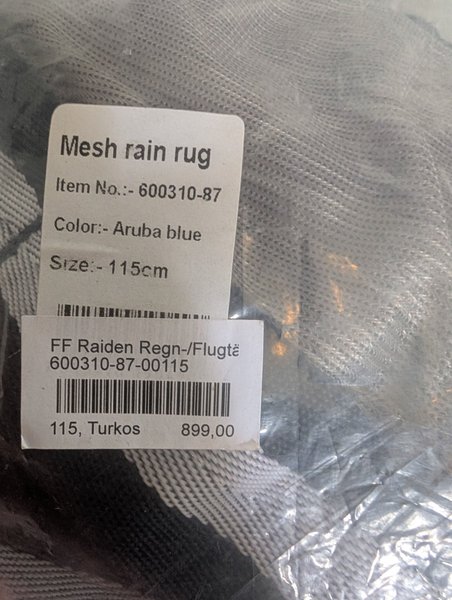 Mesh rain rug
Item No.:- 600310-87
Color:- Aruba blue
Size:- 115cm
FF Raiden Regn-/Flugtä
600310-87-00115
115, Turkos 899,00